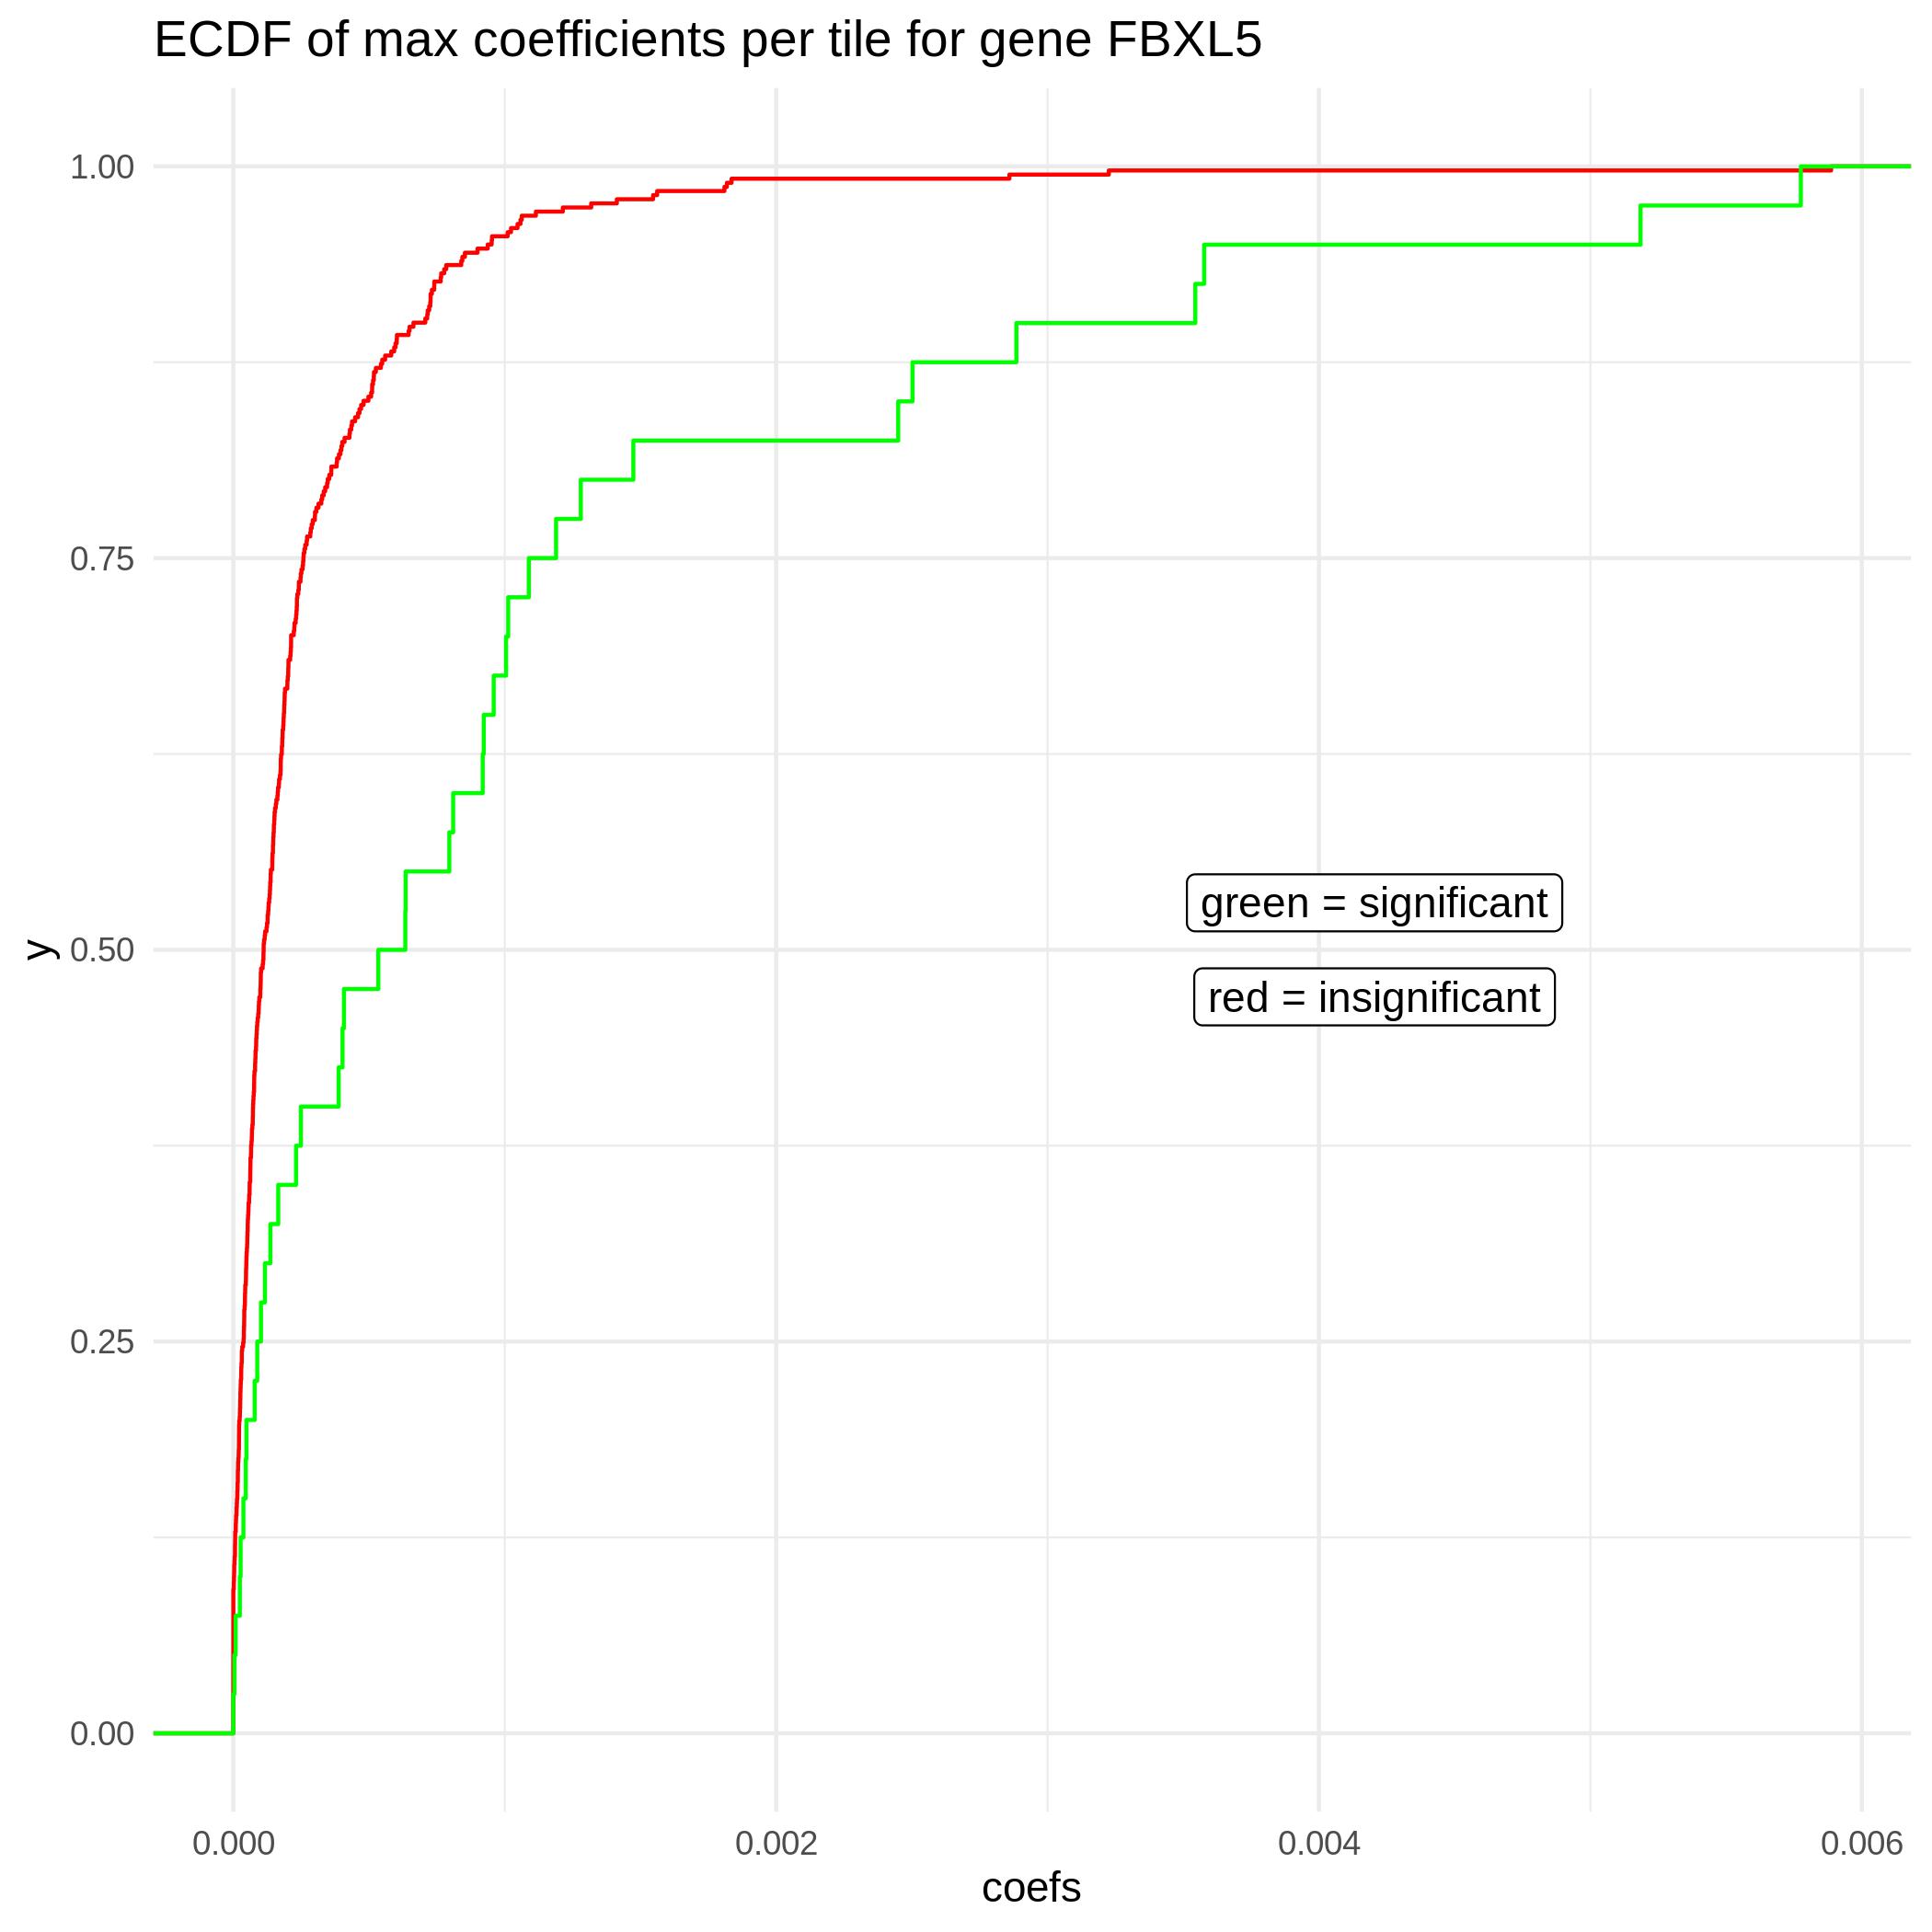 ECDF of max coefficients per tile for gene FBXL5
1.00
0.75
0.50
0.25
0.00
y
green = significant
red = insignificant
0.000
0.002
0.004
0.006
coefs